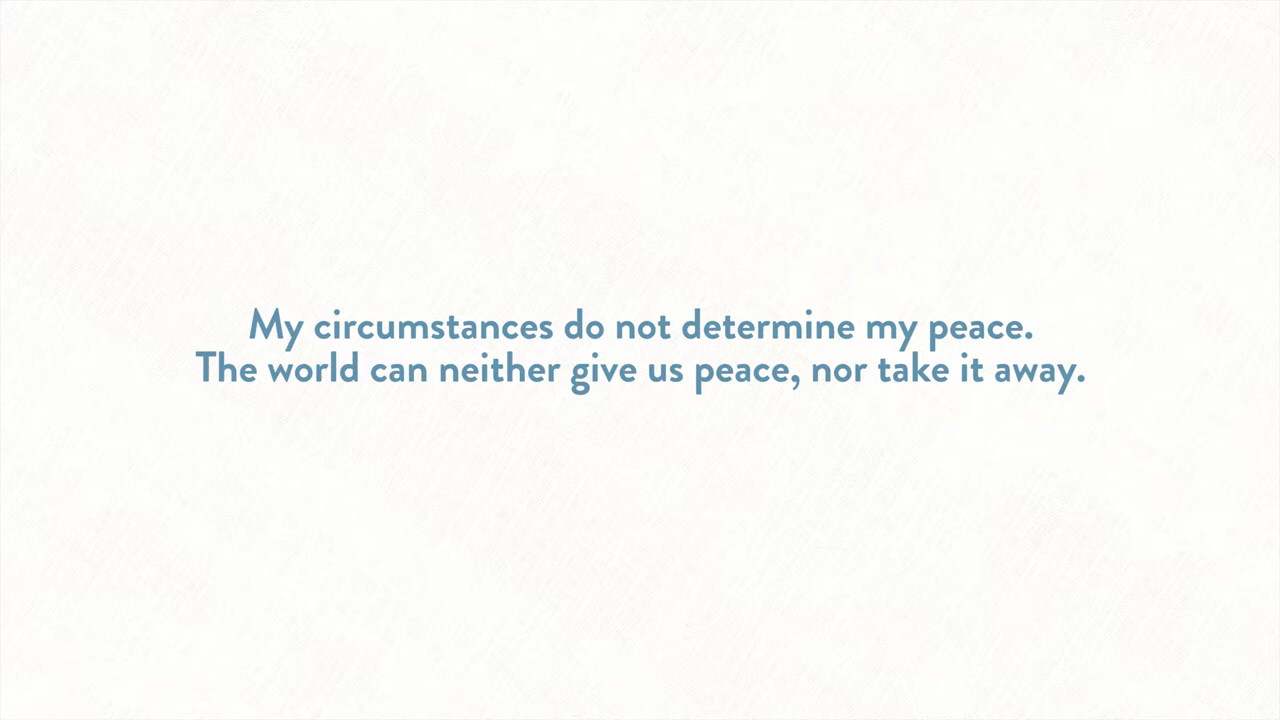 My circumstances do not determine my peace.
The world can neither give us peace, nor take it away.